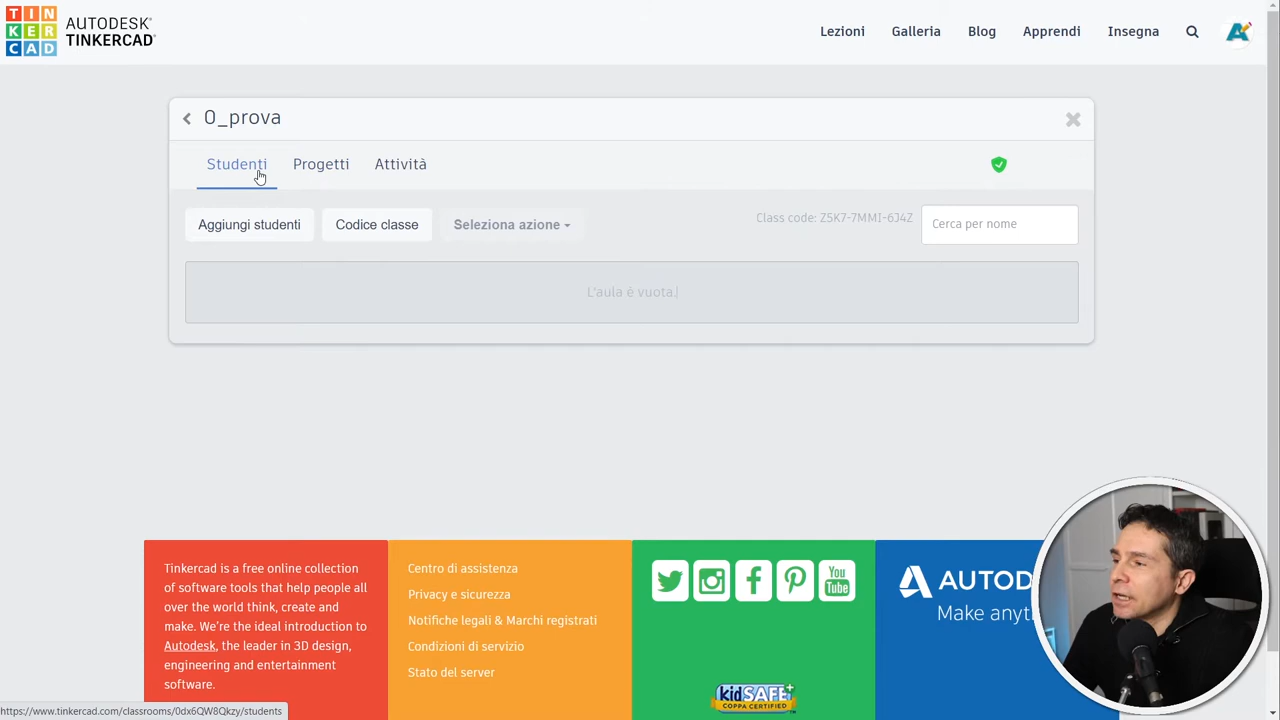 TIN
KER
CAD
AUTODESK
TINKERCAD
Lezioni
Galleria
Blog
Apprendi
Insegna
0_prova
Studenti
Progetti
Attività
Aggiungi studenti
Codice classe
Seleziona azione
Class code: Z5K7-7MMI-6J4Z
Cerca per nome
L'aula è vuota.
Tinkercad is a free online collection
of software tools that help people all
over the world think, create and
make. We're the ideal introduction to
Autodesk, the leader in 3D design,
engineering and entertainment
software.
Centro di assistenza
Privacy e sicurezza
Notifiche legali & Marchi registrati
Condizioni di servizio
Stato del server
You
Tube
kidSAFE+
COPPA CERTIFIED
AUTOD
Make anyt
https://www.tinkercad.com/classrooms/0dx6QW8Qkzy/students